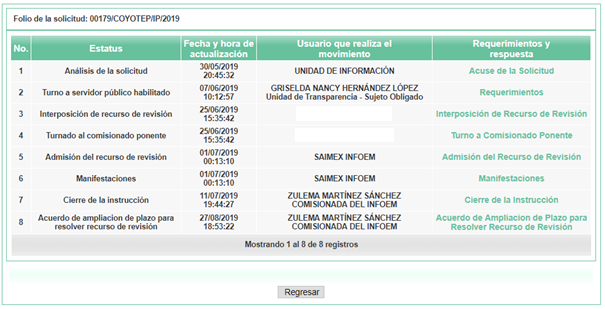 Folio de la solicitud: 00179/COYOTEP/IP/2019
No. Estatus Fecha y hora de actualización Usuario que realiza el movimiento Requerimientos y respuesta
1 Análisis de la solicitud 30/05/2019 20:45:32 UNIDAD DE INFORMACIÓN Acuse de la Solicitud
2 Turno a servidor público habilitado 07/06/2019 10:12:57 GRISELDA NANCY HERNÁNDEZ LÓPEZ Unidad de Transparencia - Sujeto Obligado Requerimientos
3 Interposición de recurso de revisión 25/06/2019 15:35:42 Interposición de Recurso de Revisión
4 Turnado al comisionado ponente 25/06/2019 15:35:42 Turno a Comisionado Ponente
5 Admisión del recurso de revisión 01/07/2019 00:13:10 SAIMEX INFOEM Admisión del Recurso de Revisión
6 Manifestaciones 01/07/2019 00:13:10 SAIMEX INFOEM Manifestaciones
7 Cierre de la instrucción 11/07/2019 19:44:27 ZULEMA MARTÍNEZ SÁNCHEZ COMISIONADA DEL INFOEM Cierre de la Instrucción
8 Acuerdo de ampliacion de plazo para resolver recurso de revisión 27/08/2019 18:53:22 ZULEMA MARTÍNEZ SÁNCHEZ COMISIONADA DEL INFOEM Acuerdo de Ampliacion de Plazo para Resolver Recurso de Revisión
Mostrando 1 al 8 de 8 registros
Regresar